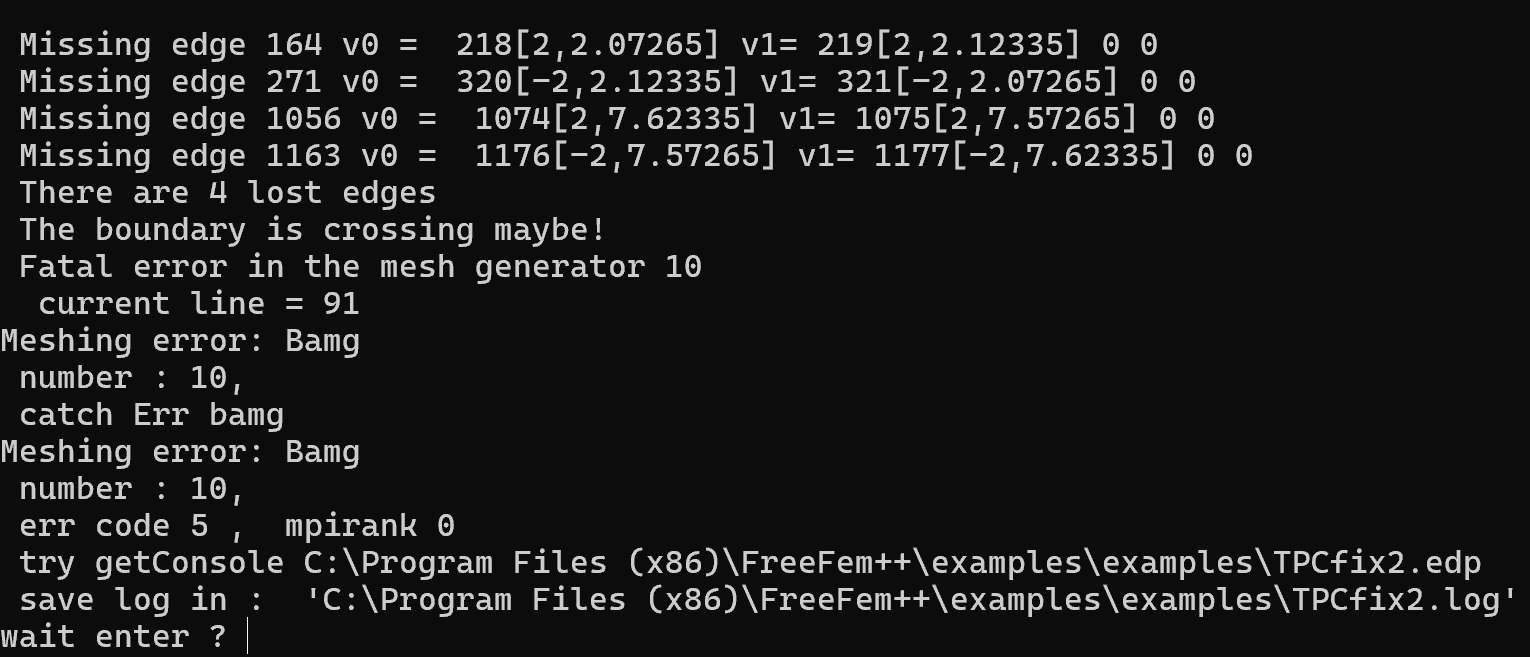 Missing edge 164 v0 =  218[2,2.07265] v1= 219[2,2.12335] 0 0
Missing edge 271 v0 =  320[-2,2.12335] v1= 321[-2,2.07265] 0 0
Missing edge 1056 v0 =  1074[2,7.62335] v1= 1075[2,7.57265] 0 0
Missing edge 1163 v0 =  1176[-2,7.57265] v1= 1177[-2,7.62335] 0 0
There are 4 lost edges
The boundary is crossing maybe!
Fatal error in the mesh generator 10
current line = 91
Meshing error: Bamg
number : 10,
catch Err bamg
Meshing error: Bamg
number : 10,
err code 5 ,  mpirank 0
try getConsole C:\Program Files (x86)\FreeFem++\examples\examples\TPCfix2.edp
save log in :  'C:\Program Files (x86)\FreeFem++\examples\examples\TPCfix2.log'
wait enter ?